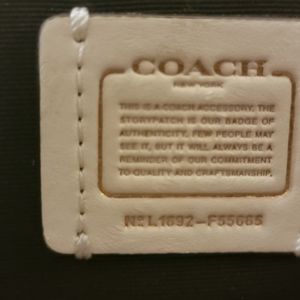 COACH
NEW YORK
THIS IS A COACH ACCESSORY. THE
STORYPATCH IS OUR BADGE OF
AUTHENTICITY. FEW PEOPLE MAY
SEE IT, BUT IT WILL ALWAYS BE A
REMINDER OF OUR COMMITMENT
TO QUALITY AND CRAFTSMANSHIP.
Nº L1692-F55665